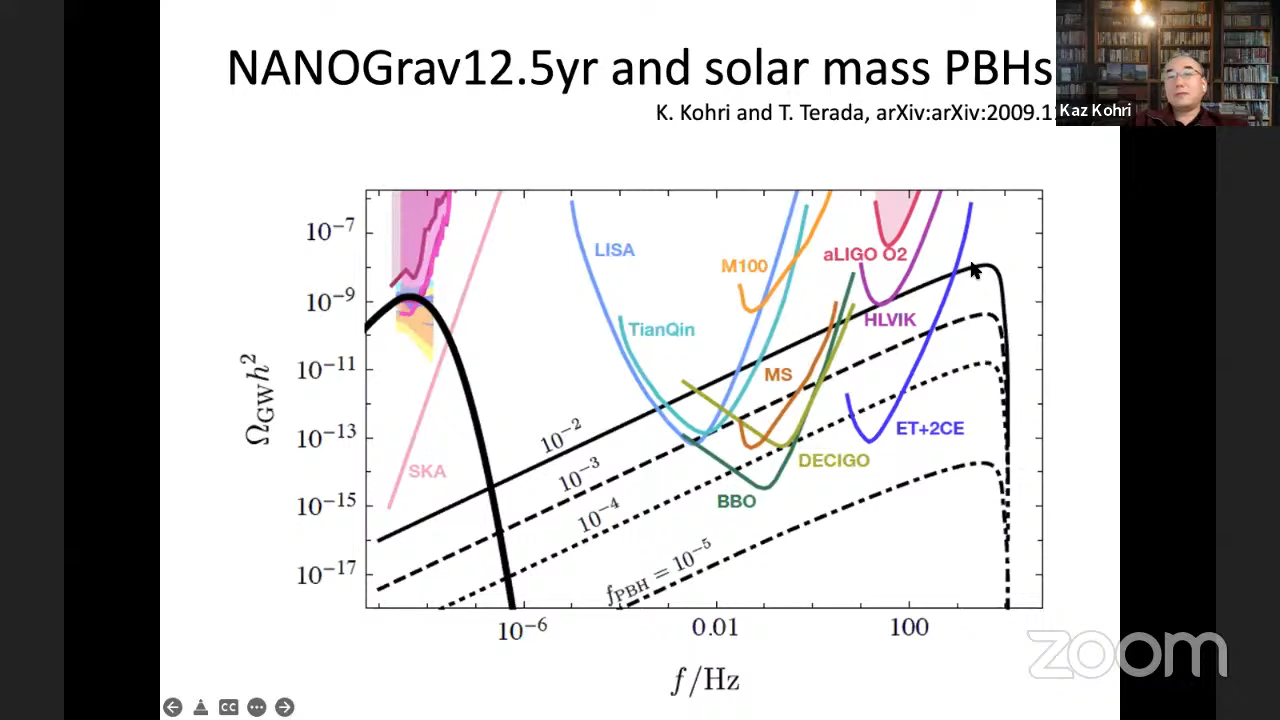 NANOGrav12.5yr and solar mass PBHs
K. Kohri and T. Terada, arXiv:arXiv:2009.1
Kaz Kohri
10⁻⁷
10⁻⁹
10⁻¹¹
10⁻¹³
10⁻¹⁵
10⁻¹⁷
Ω_GW h²
LISA
M100
aLIGO O2
TianQin
HLVIK
MS
ET+2CE
DECIGO
SKA
BBO
10⁻²
10⁻³
10⁻⁴
f_PBH = 10⁻⁵
10⁻⁶
0.01
100
f/Hz
zoom
CC